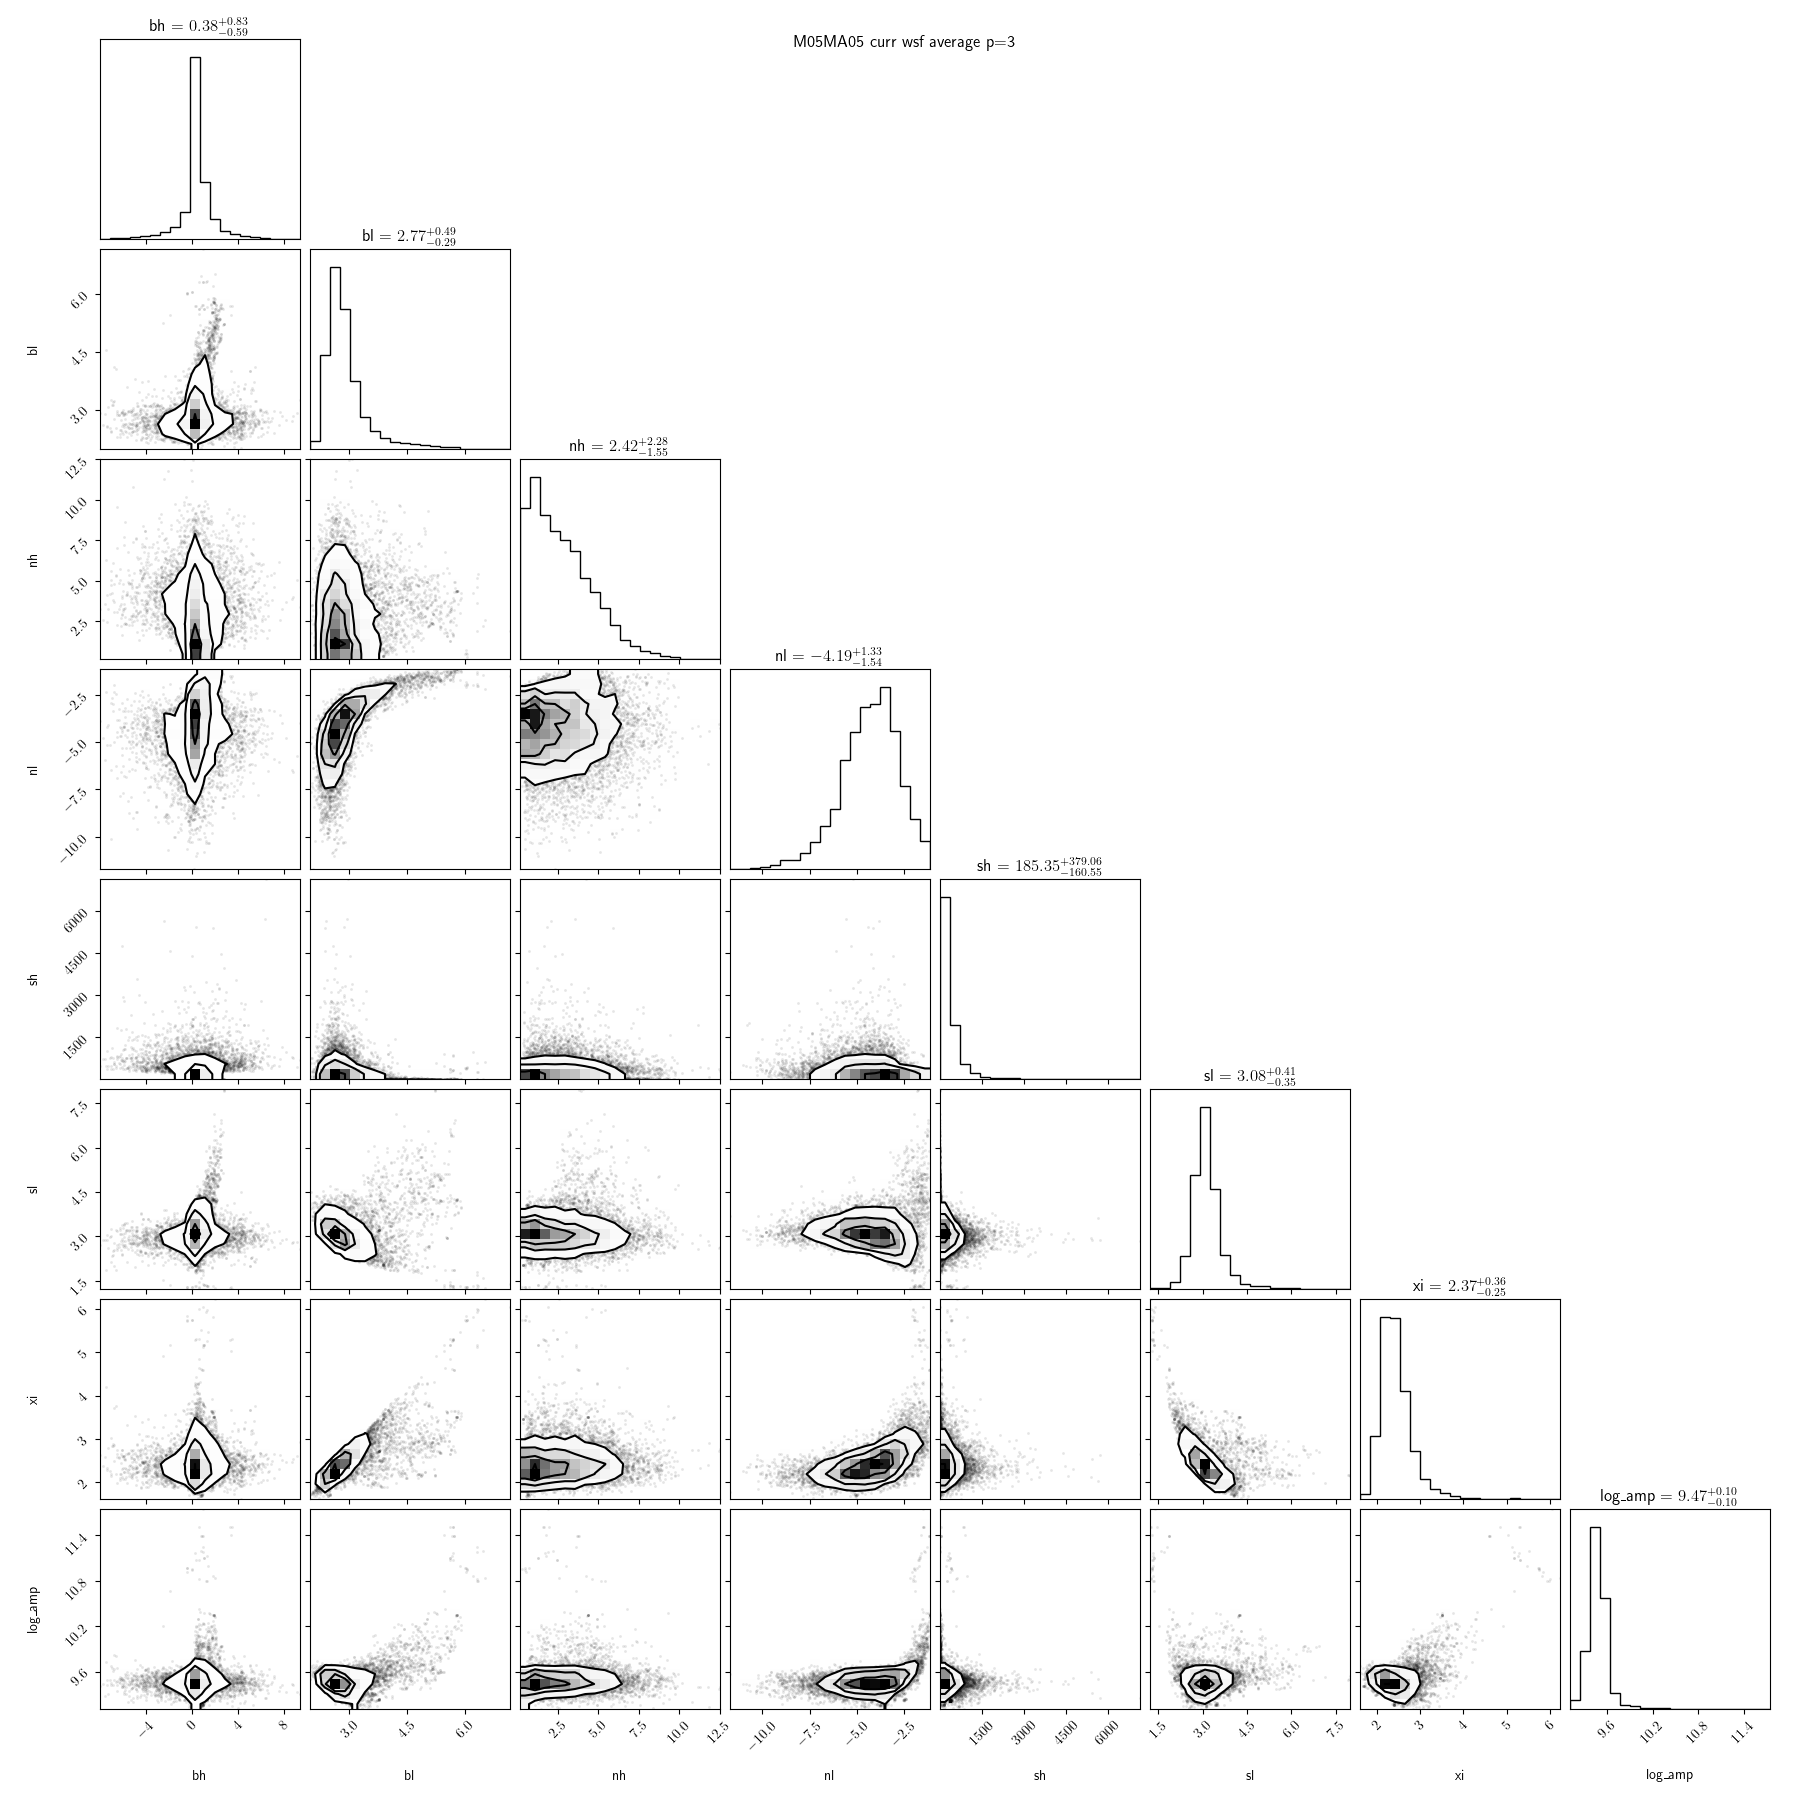 bh = 0.38+0.83 −0.59
M05MA05 curr wsf average p=3
bl = 2.77+0.49 −0.29
6.0
4.5
3.0
bl
nh = 2.42+2.28 −1.55
12.5
10.0
7.5
5.0
2.5
nh
nl = −4.19+1.33 −1.54
−2.5
−5.0
−7.5
−10.0
nl
sh = 185.35+379.06 −160.55
6000
4500
3000
1500
sh
sl = 3.08+0.41 −0.35
7.5
6.0
4.5
3.0
1.5
sl
xi = 2.37+0.36 −0.25
6
5
4
3
2
xi
log_amp = 9.47+0.10 −0.10
11.4
10.8
10.2
9.6
log_amp
−4 0 4 8 3.0 4.5 6.0 2.5 5.0 7.5 10.0 12.5 −10.0 −7.5 −5.0 −2.5 1500 3000 4500 6000 1.5 3.0 4.5 6.0 7.5 2 3 4 5 6 9.6 10.2 10.8 11.4
bh bl nh nl sh sl xi log_amp